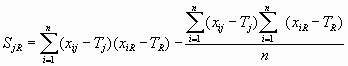 S_{jR} = \sum_{i=1}^{n} (x_{ij} - T_j)(x_{iR} - T_R) - \frac{\sum_{i=1}^{n} (x_{ij} - T_j) \sum_{i=1}^{n} (x_{iR} - T_R)}{n}